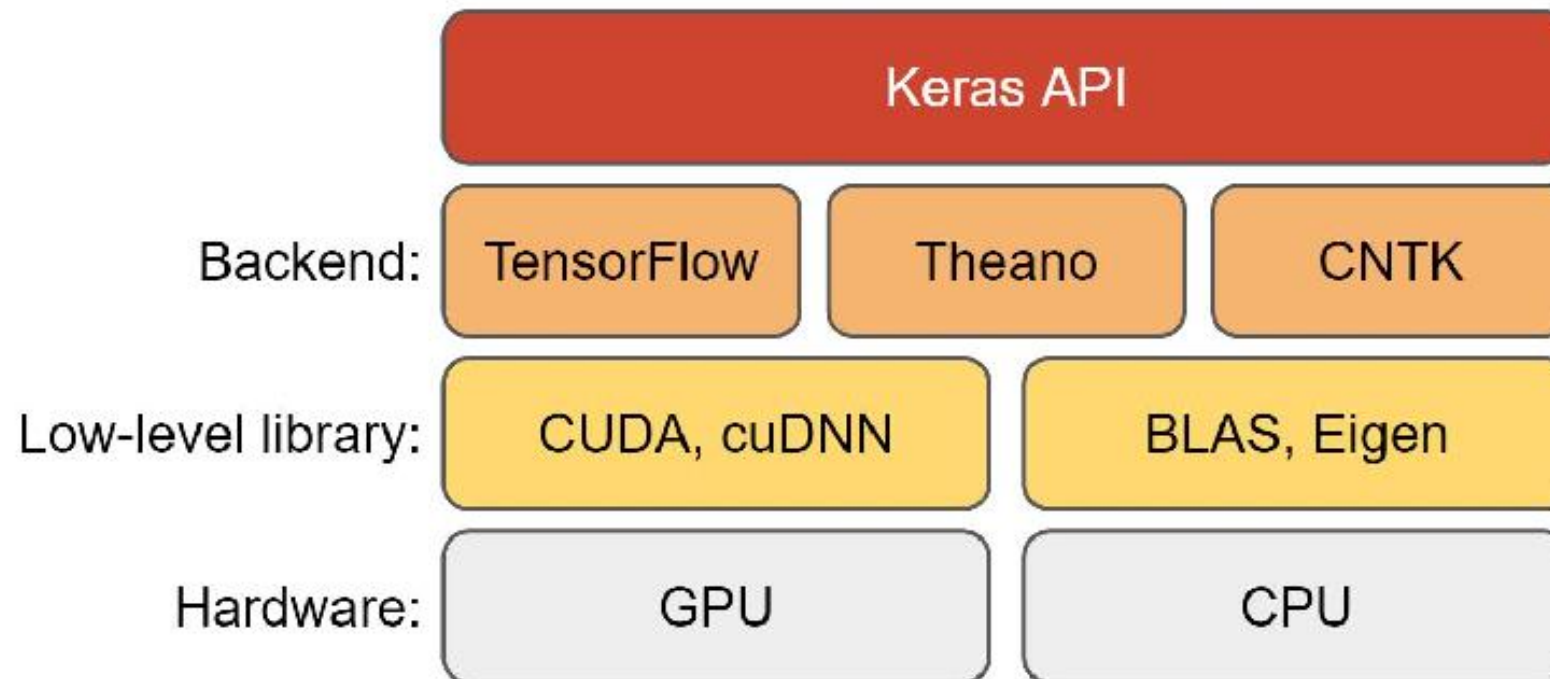 Keras API
Backend: TensorFlow Theano CNTK
Low-level library: CUDA, cuDNN BLAS, Eigen
Hardware: GPU CPU